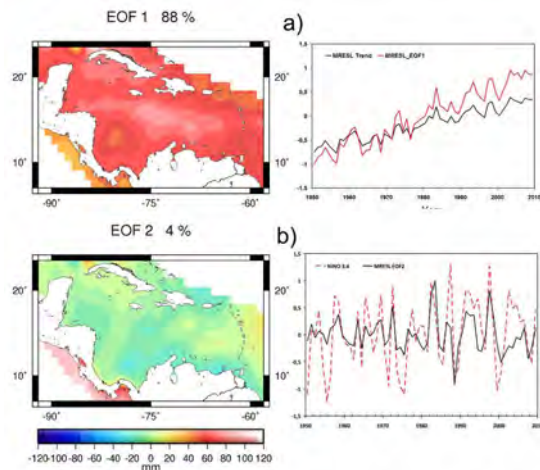 EOF 1 88 %
a)
20˚
10˚
-90˚ -75˚ -60˚
MRESL Trend MRESL_EOF1
1,5
1
0,5
0
-0,5
-1
-1,5
1950 1960 1970 1980 1990 2000 2010
EOF 2 4 %
b)
20˚
10˚
-90˚ -75˚ -60˚
-120 -100 -80 -60 -40 -20 0 20 40 60 80 100 120
mm
NINO 3.4 MRESL-EOF2
1,5
1
0,5
0
-0,5
-1
-1,5
1950 1960 1970 1980 1990 2000